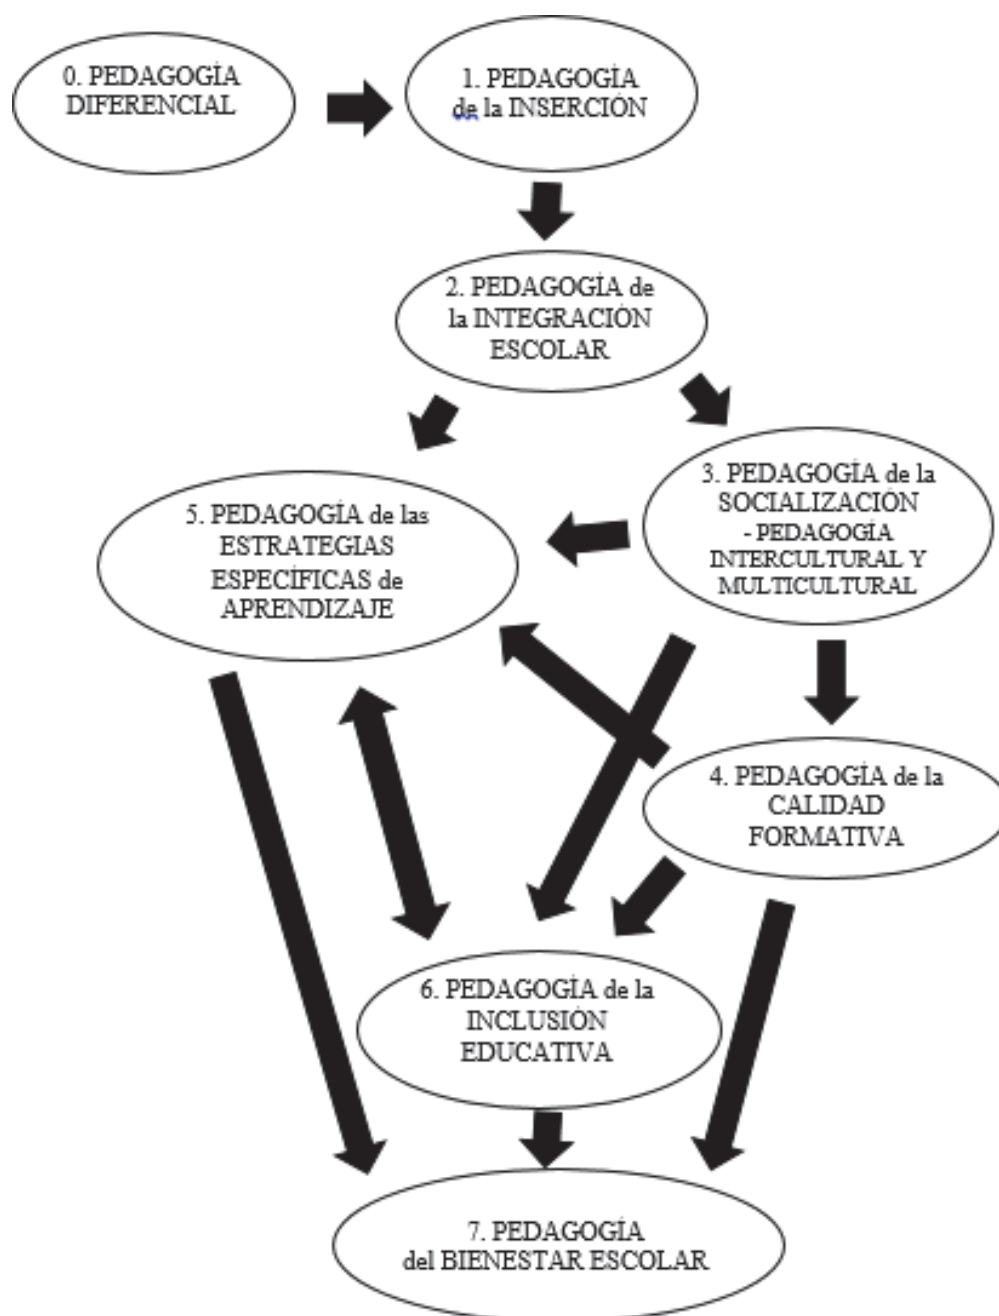 0. PEDAGOGÍA
DIFERENCIAL
1. PEDAGOGÍA
de la INSERCIÓN
2. PEDAGOGÍA de
la INTEGRACIÓN
ESCOLAR
3. PEDAGOGÍA de la
SOCIALIZACIÓN
- PEDAGOGÍA
INTERCULTURAL Y
MULTICULTURAL
5. PEDAGOGÍA de las
ESTRATEGIAS
ESPECÍFICAS de
APRENDIZAJE
4. PEDAGOGÍA de la
CALIDAD
FORMATIVA
6. PEDAGOGÍA de la
INCLUSIÓN
EDUCATIVA
7. PEDAGOGÍA
del BIENESTAR ESCOLAR